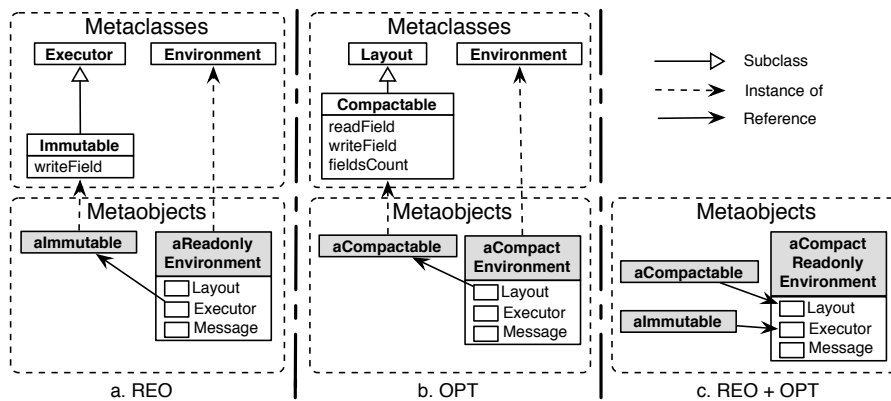 Metaclasses
Executor
Environment
Immutable
writeField
Metaobjects
aImmutable
aReadonly
Environment
Layout
Executor
Message
a. REO
Metaclasses
Layout
Environment
Compactable
readField
writeField
fieldsCount
Metaobjects
aCompactable
aCompact
Environment
Layout
Executor
Message
b. OPT
Subclass
Instance of
Reference
Metaobjects
aCompactable
aImmutable
aCompact
Readonly
Environment
Layout
Executor
Message
c. REO + OPT